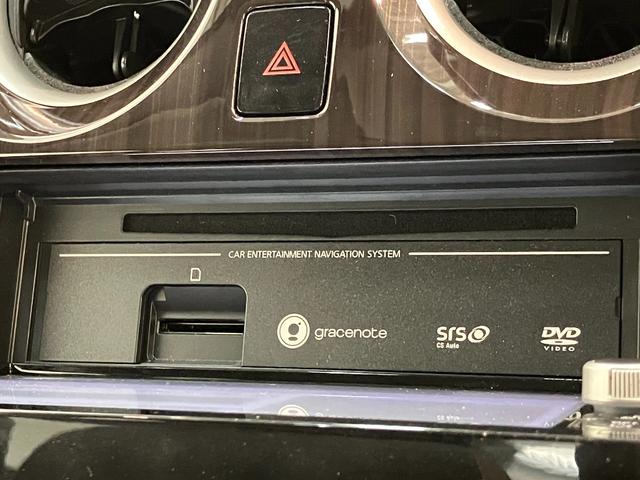 CAR ENTERTAINMENT NAVIGATION SYSTEM
gracenote
SRS
CS Auto
DVD
VIDEO